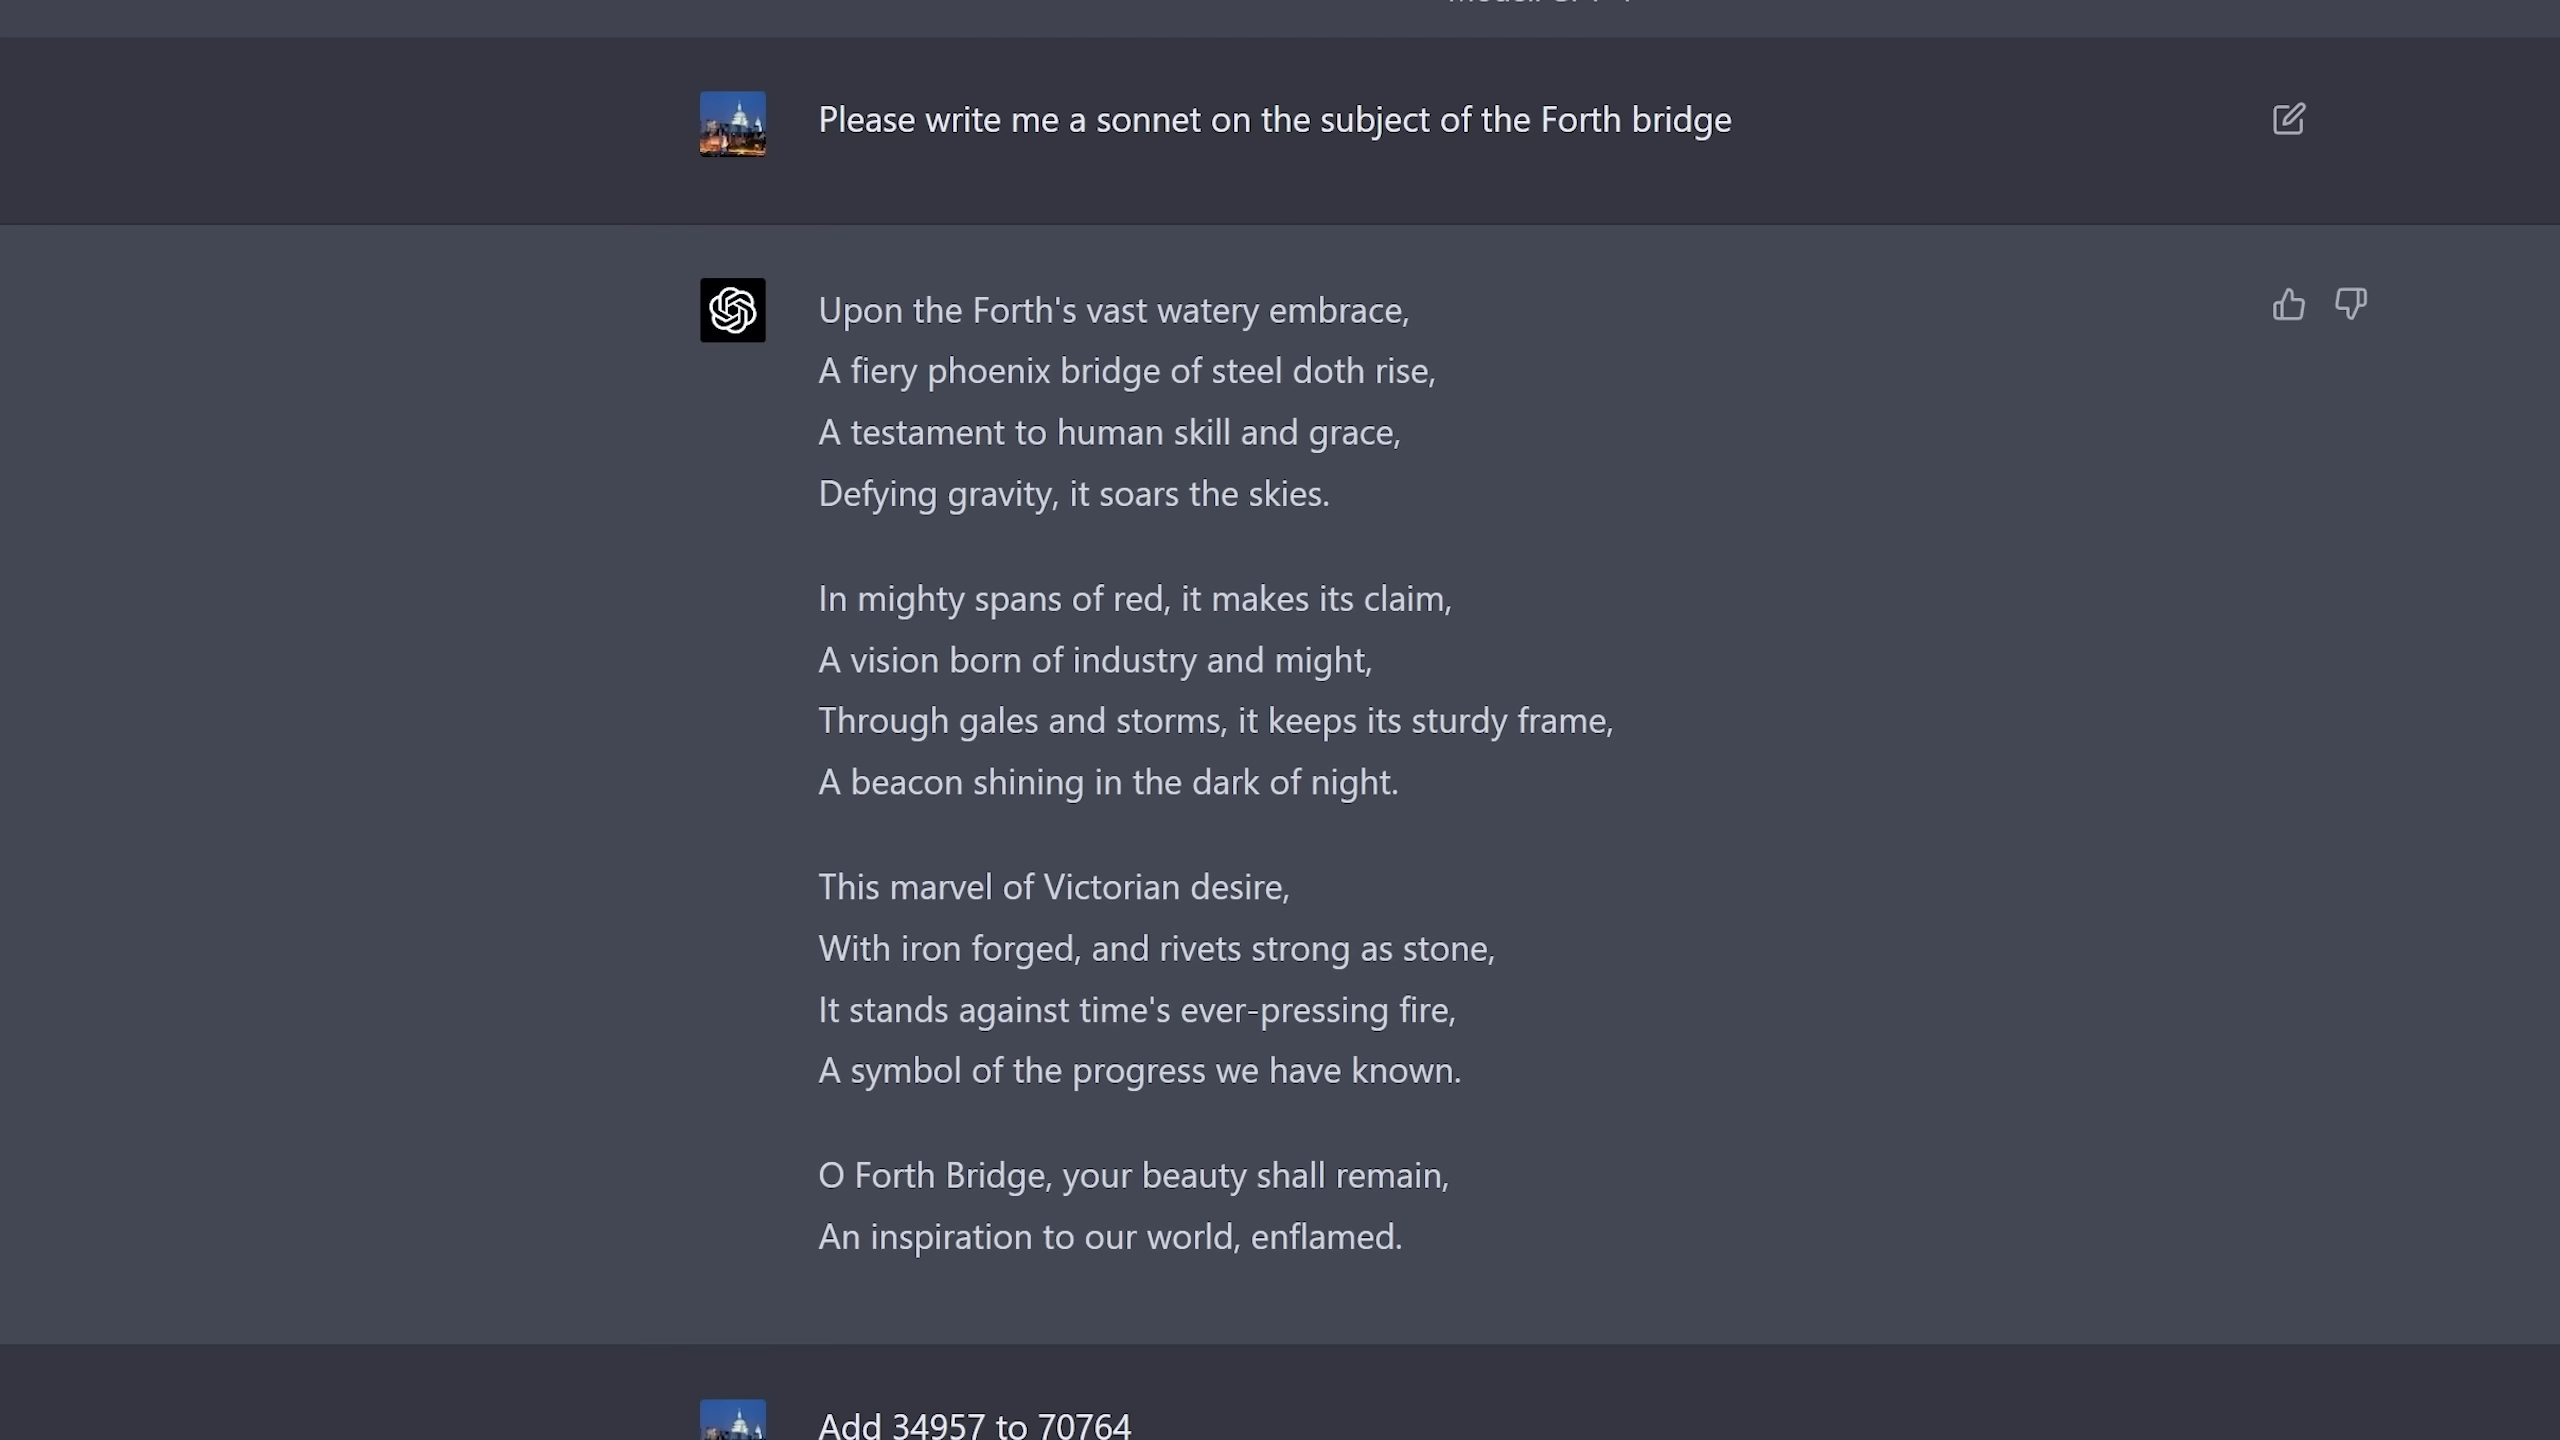 Please write me a sonnet on the subject of the Forth bridge
Upon the Forth's vast watery embrace,
A fiery phoenix bridge of steel doth rise,
A testament to human skill and grace,
Defying gravity, it soars the skies.
In mighty spans of red, it makes its claim,
A vision born of industry and might,
Through gales and storms, it keeps its sturdy frame,
A beacon shining in the dark of night.
This marvel of Victorian desire,
With iron forged, and rivets strong as stone,
It stands against time's ever-pressing fire,
A symbol of the progress we have known.
O Forth Bridge, your beauty shall remain,
An inspiration to our world, enflamed.
Add 34957 to 70764